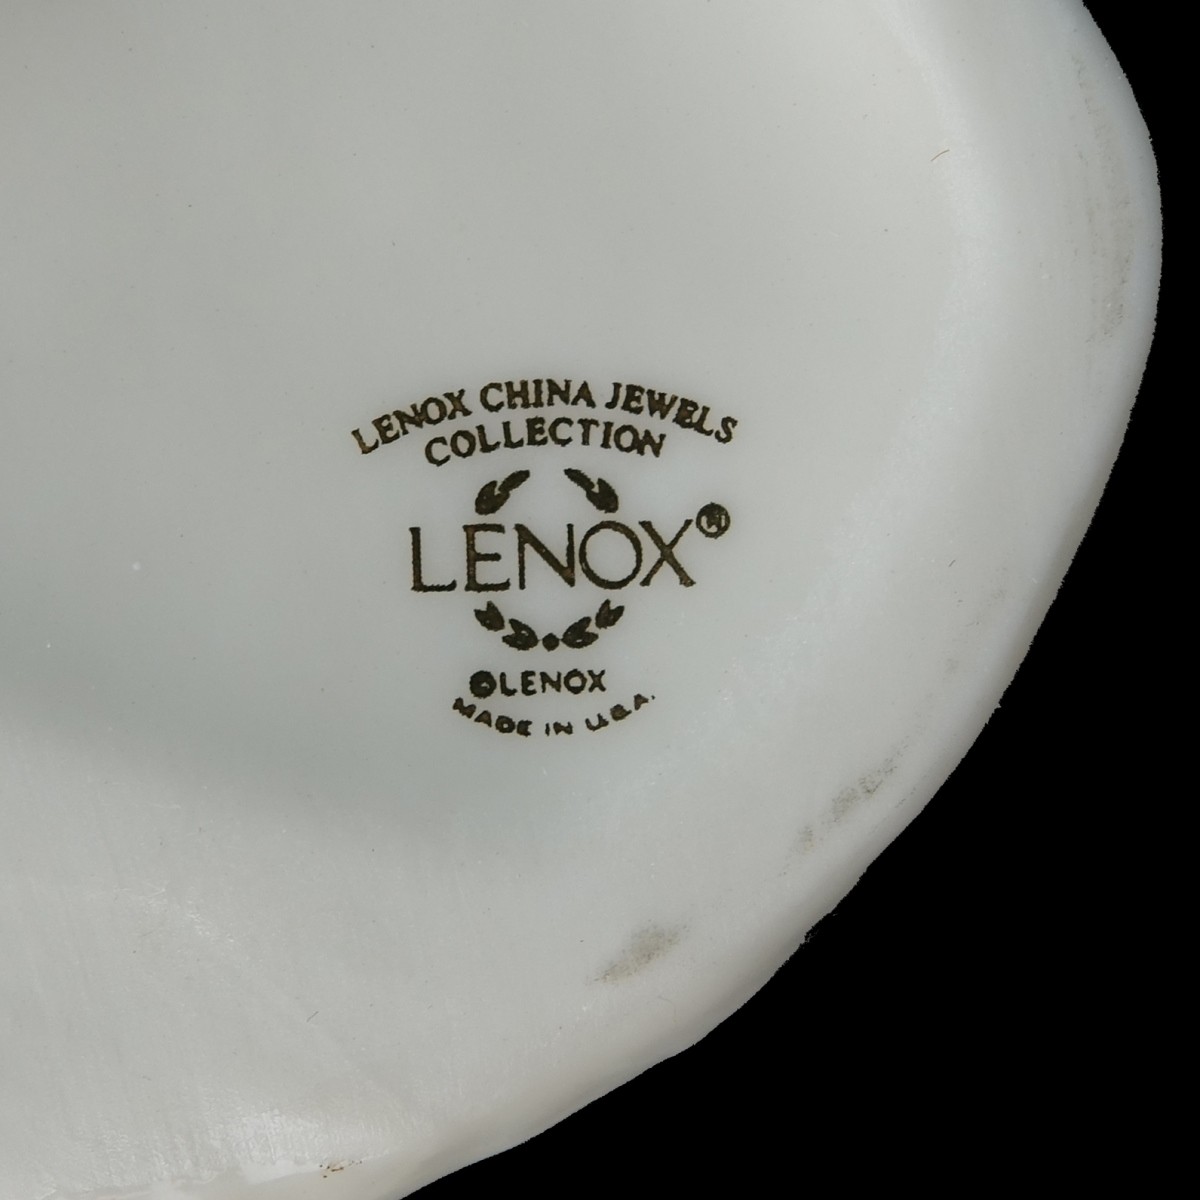 LENOX CHINA JEWELS
COLLECTION
LENOX®
©LENOX
MADE IN U.S.A.